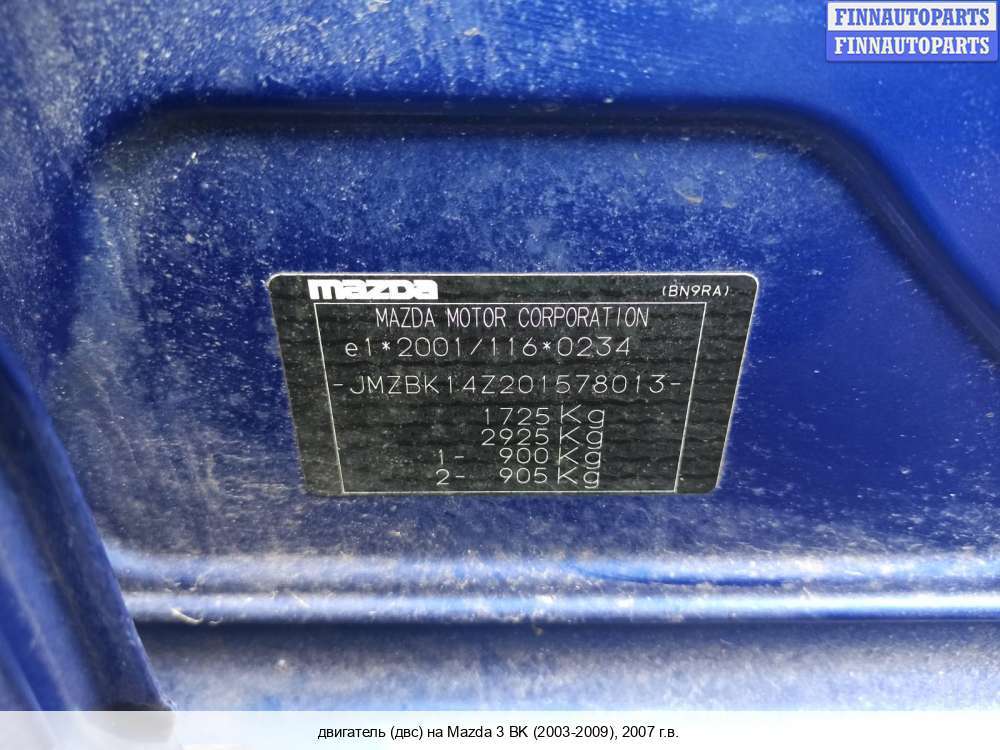 FINNAUTOPARTS
FINNAUTOPARTS
mazda
(BN9RA)
MAZDA MOTOR CORPORATION
e1*2001/116*0234
-JMZBK14Z201578013-
1725Kg
2925Kg
1- 900Kg
2- 905Kg
двигатель (двс) на Mazda 3 BK (2003-2009), 2007 г.в.